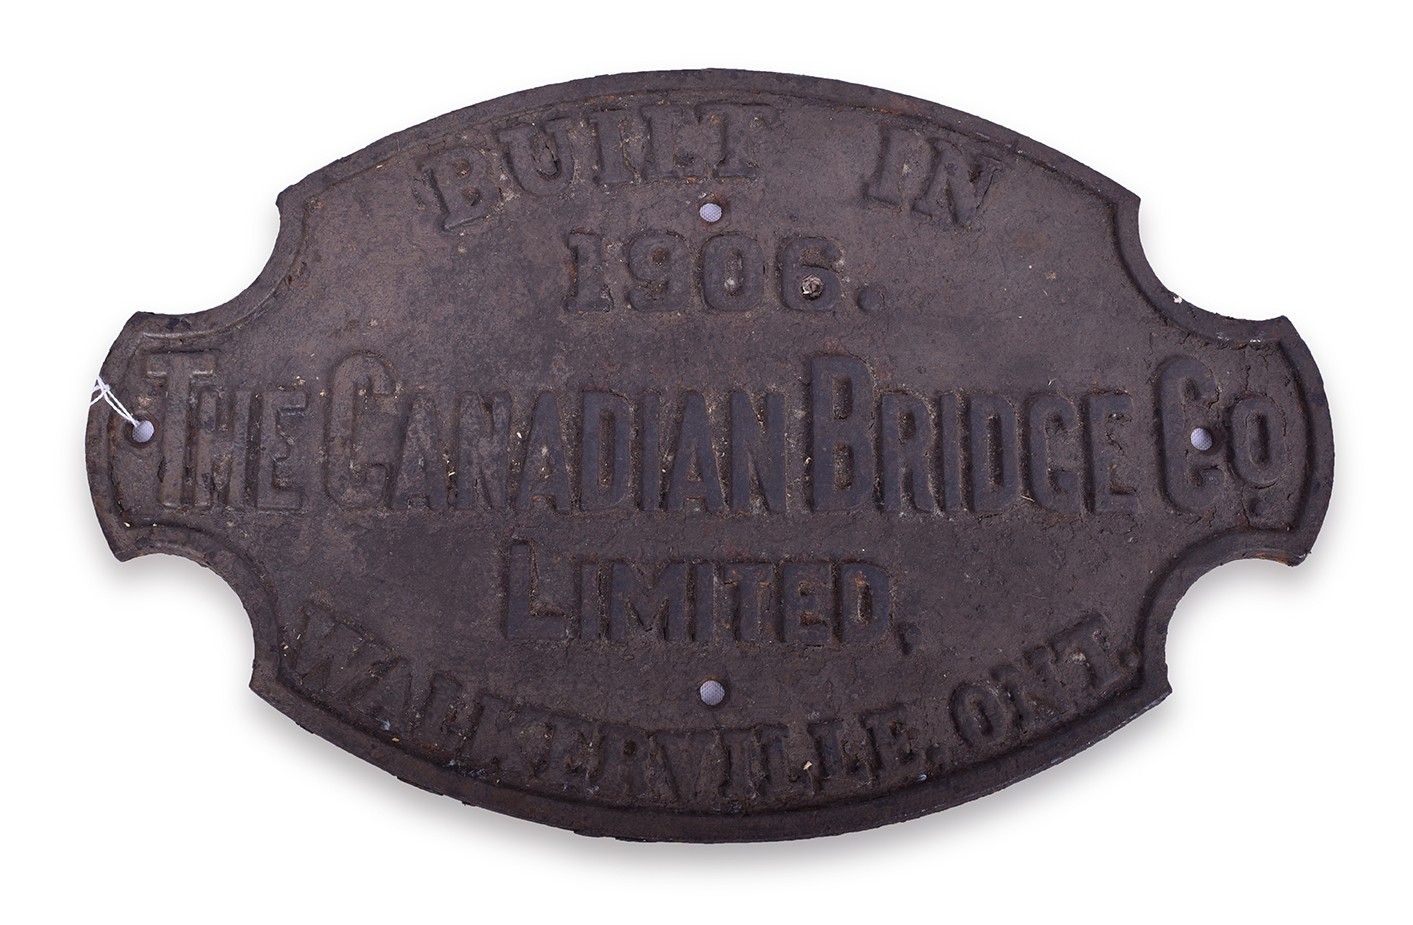 BUILT IN
1906.
THE CANADIAN BRIDGE CO
LIMITED;
WALKERVILLE, ONT.